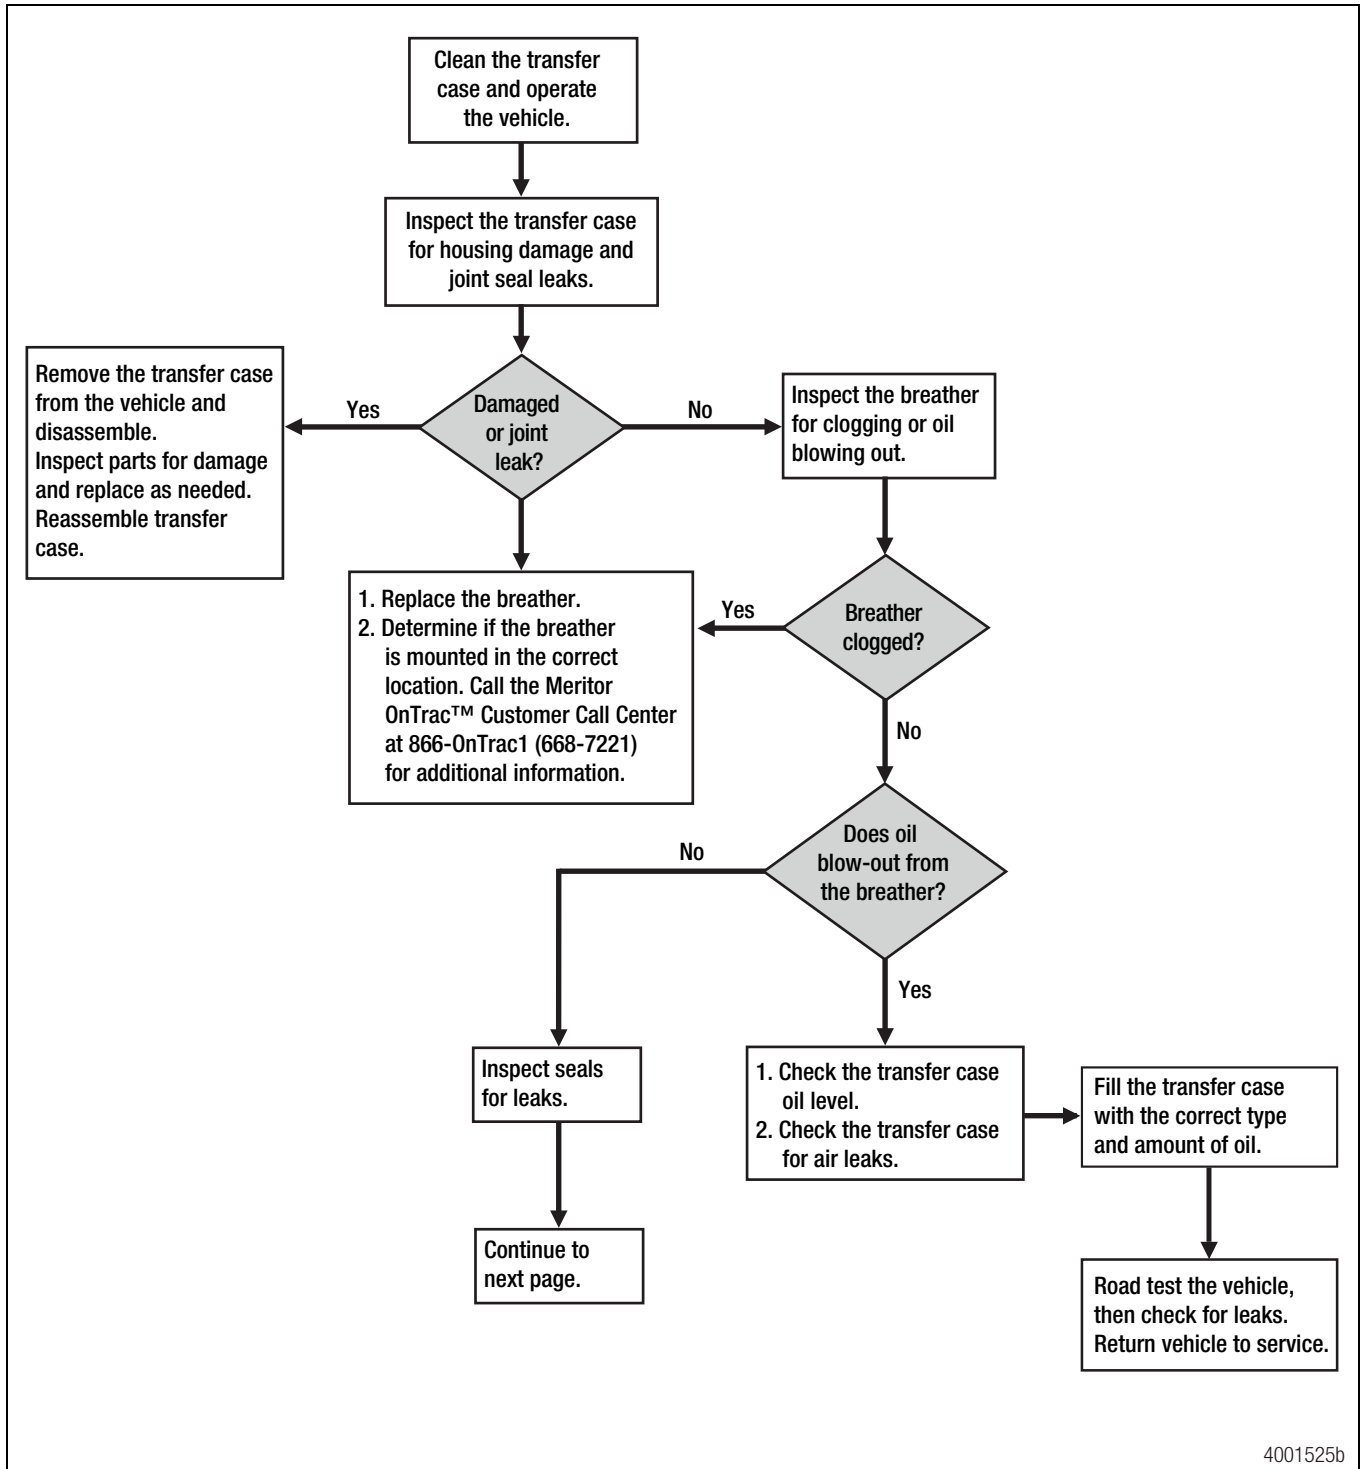 Clean the transfer
case and operate
the vehicle.
Inspect the transfer case
for housing damage and
joint seal leaks.
Remove the transfer case
from the vehicle and
disassemble.
Inspect parts for damage
and replace as needed.
Reassemble transfer
case.
Yes
Damaged
or joint
leak?
No
Inspect the breather
for clogging or oil
blowing out.
1. Replace the breather.
2. Determine if the breather
is mounted in the correct
location. Call the Meritor
OnTrac™ Customer Call Center
at 866-OnTrac1 (668-7221)
for additional information.
Yes
Breather
clogged?
No
Does oil
blow-out from
the breather?
No
Yes
Inspect seals
for leaks.
1. Check the transfer case
oil level.
2. Check the transfer case
for air leaks.
Fill the transfer case
with the correct type
and amount of oil.
Continue to
next page.
Road test the vehicle,
then check for leaks.
Return vehicle to service.
4001525b